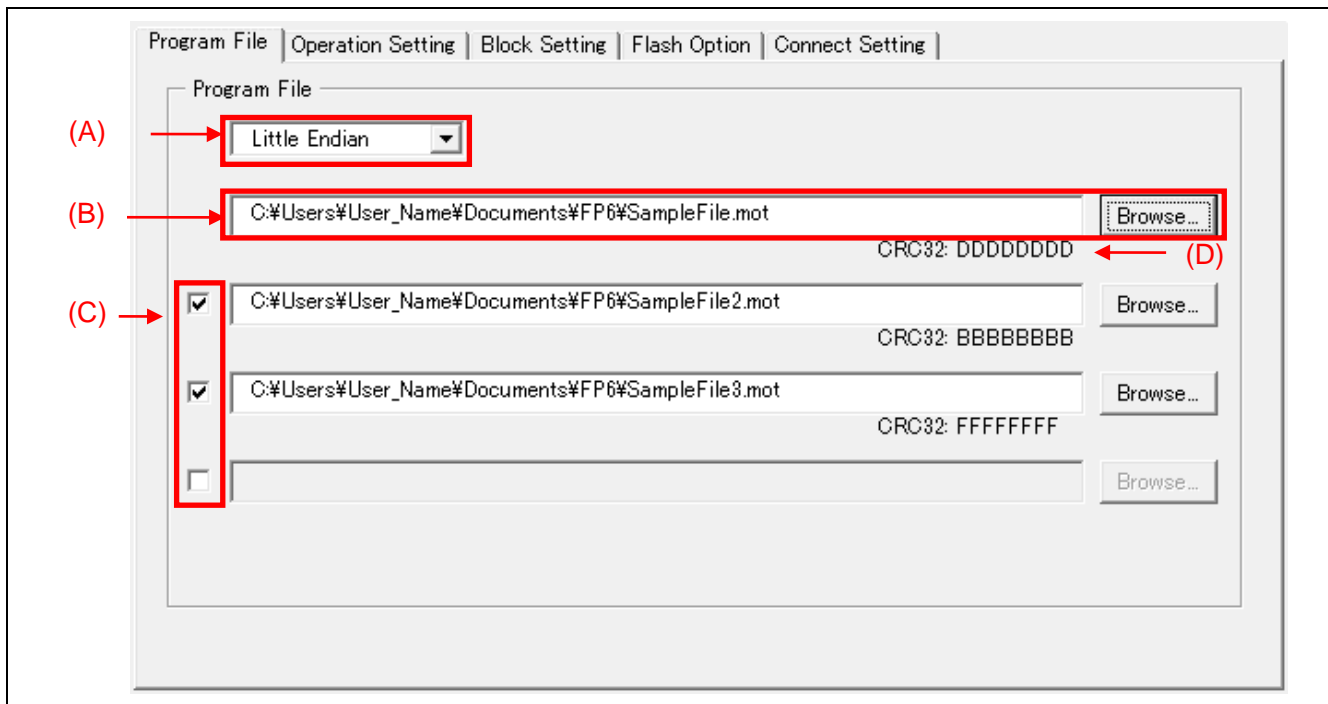 Program File Operation Setting Block Setting Flash Option Connect Setting
Program File
(A) Little Endian
(B) C:¥Users¥User_Name¥Documents¥FP6¥SampleFile.mot Browse...
CRC32: DDDDDDDD (D)
(C) C:¥Users¥User_Name¥Documents¥FP6¥SampleFile2.mot Browse...
CRC32: BBBBBBBB
C:¥Users¥User_Name¥Documents¥FP6¥SampleFile3.mot Browse...
CRC32: FFFFFFFF
Browse...